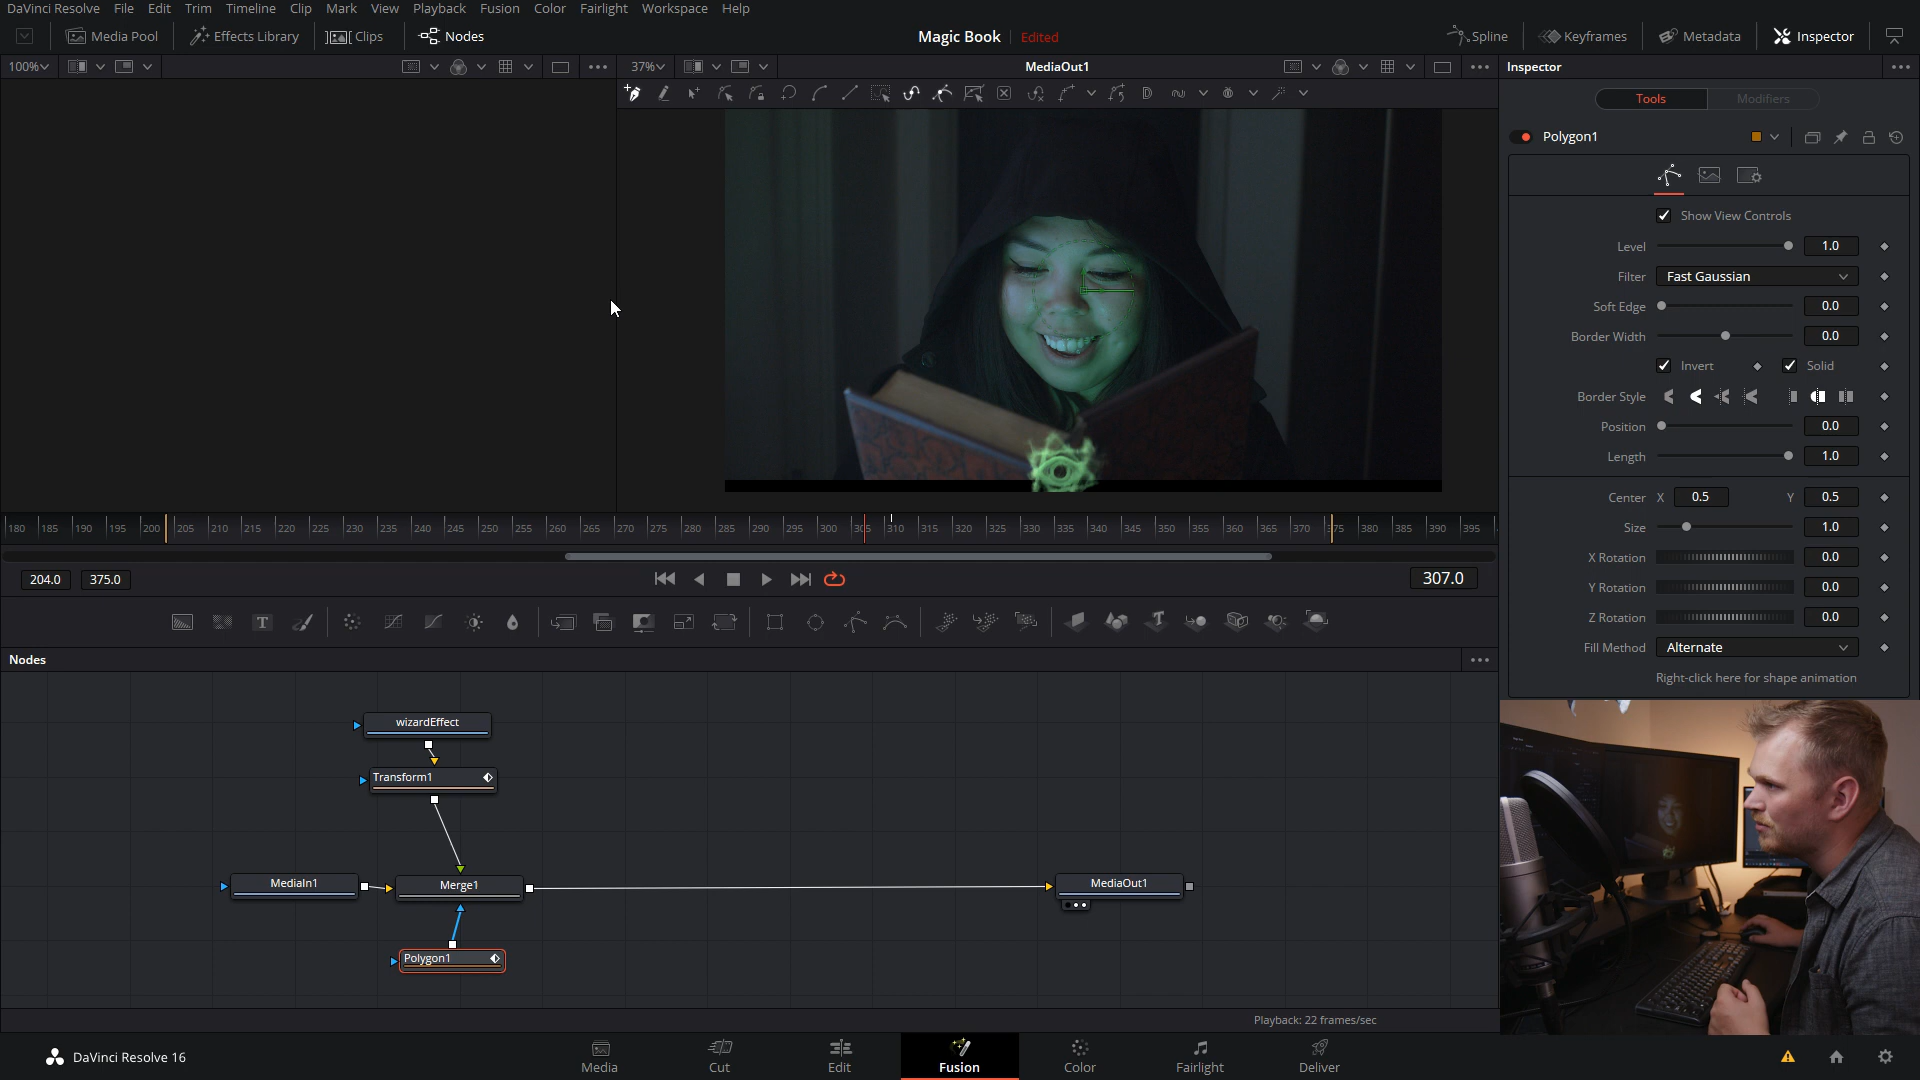 DaVinci Resolve File Edit Trim Timeline Clip Mark View Playback Fusion Color Fairlight Workspace Help
Media Pool Effects Library Clips Nodes Magic Book Edited Spline Keyframes Metadata Inspector
100% 37% MediaOut1 Inspector
Tools Modifiers
Polygon1
Show View Controls
Level 1.0
Filter Fast Gaussian
Soft Edge 0.0
Border Width 0.0
Invert Solid
Border Style
Position 0.0
Length 1.0
Center X 0.5 Y 0.5
Size 1.0
X Rotation 0.0
Y Rotation 0.0
Z Rotation 0.0
Fill Method Alternate
Right-click here for shape animation
180 185 190 195 200 205 210 215 220 225 230 235 240 245 250 255 260 265 270 275 280 285 290 295 300 305 310 315 320 325 330 335 340 345 350 355 360 365 370 375 380 385 390 395
204.0 375.0 307.0
Nodes
wizardEffect
Transform1
MediaIn1 Merge1 MediaOut1
Polygon1
Playback: 22 frames/sec
DaVinci Resolve 16 Media Cut Edit Fusion Color Fairlight Deliver